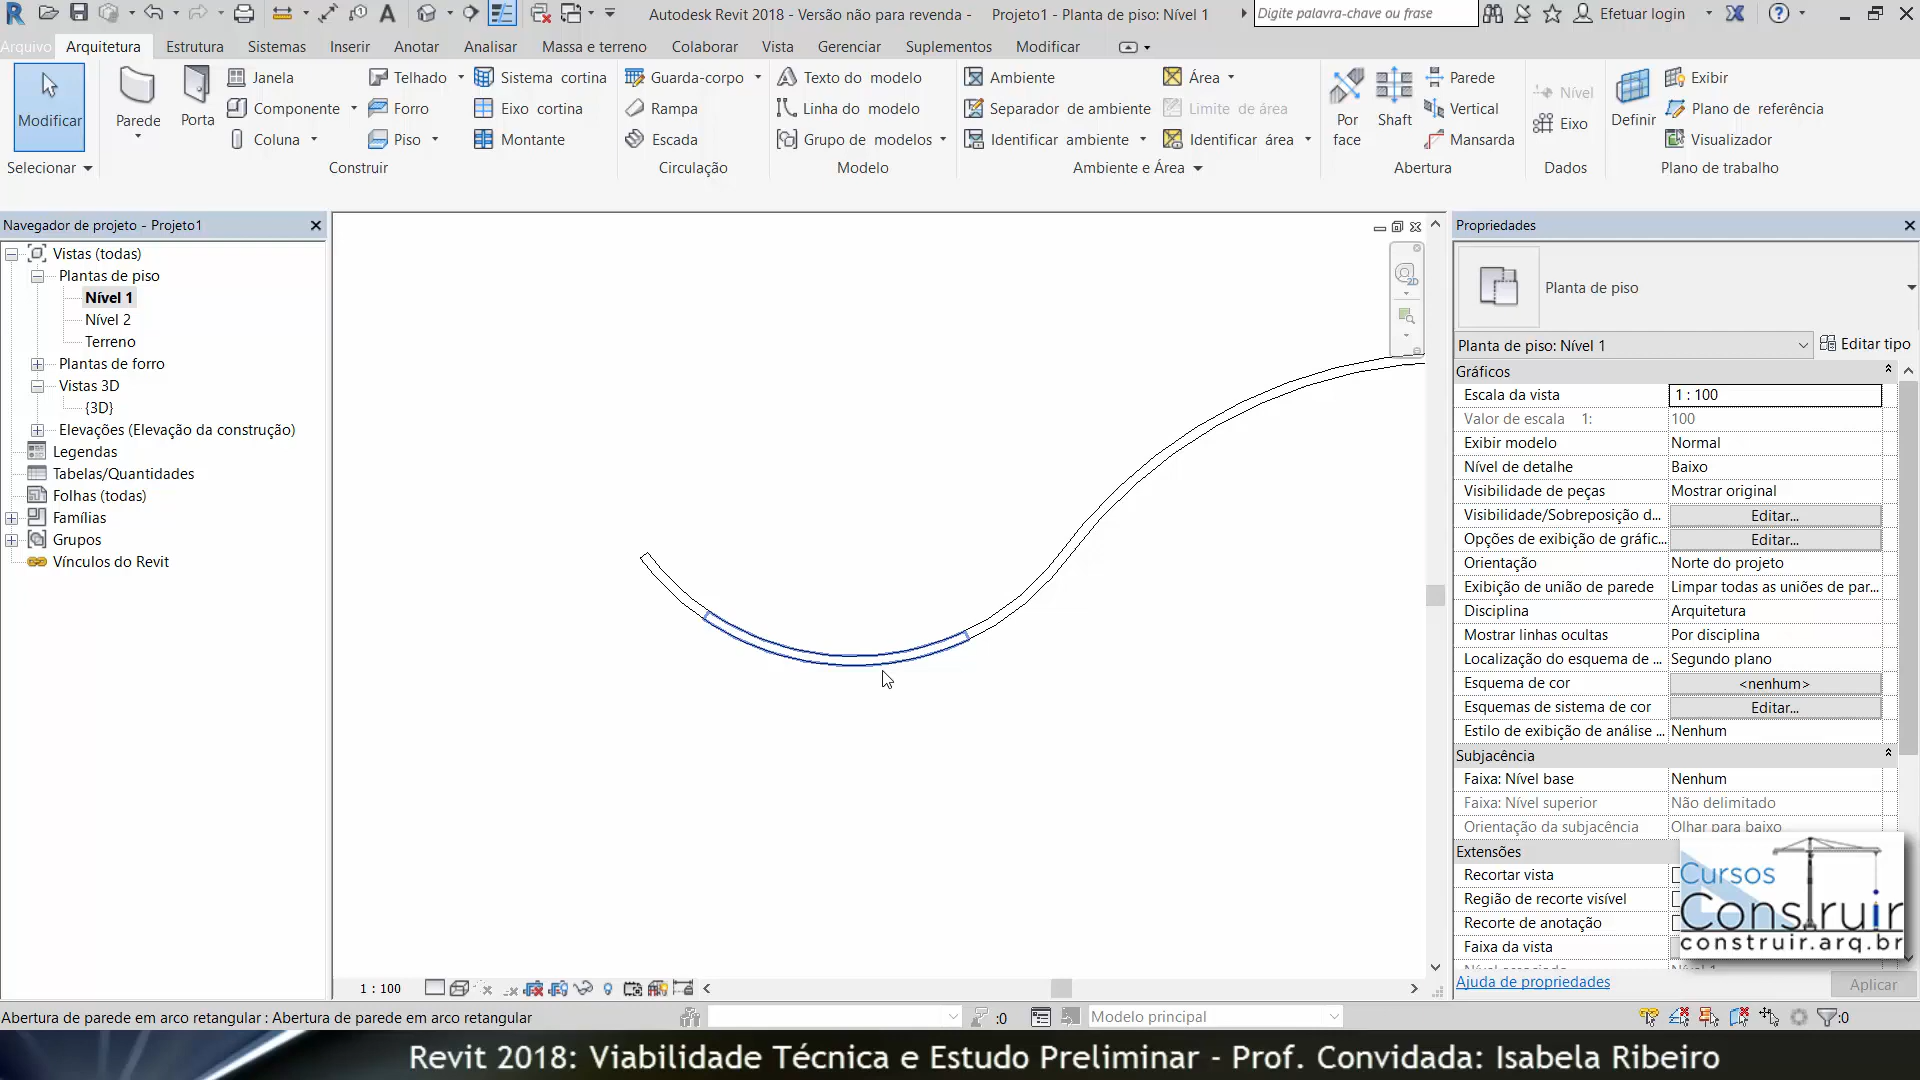 Autodesk Revit 2018 - Versão não para revenda - Projeto1 - Planta de piso: Nível 1
Digite palavra-chave ou frase
Efetuar login
Arquivo Arquitetura Estrutura Sistemas Inserir Anotar Analisar Massa e terreno Colaborar Vista Gerenciar Suplementos Modificar
Modificar
Selecionar
Parede
Porta
Janela
Componente
Coluna
Telhado
Forro
Piso
Sistema cortina
Eixo cortina
Montante
Construir
Guarda-corpo
Rampa
Escada
Circulação
Texto do modelo
Linha do modelo
Grupo de modelos
Modelo
Ambiente
Separador de ambiente
Identificar ambiente
Área
Limite de área
Identificar área
Ambiente e Área
Por face
Shaft
Parede
Vertical
Mansarda
Abertura
Nível
Eixo
Dados
Definir
Exibir
Plano de referência
Visualizador
Plano de trabalho
Navegador de projeto - Projeto1
Vistas (todas)
Plantas de piso
Nível 1
Nível 2
Terreno
Plantas de forro
Vistas 3D
{3D}
Elevações (Elevação da construção)
Legendas
Tabelas/Quantidades
Folhas (todas)
Famílias
Grupos
Vínculos do Revit
2D
Propriedades
Planta de piso
Planta de piso: Nível 1
Editar tipo
Gráficos
Escala da vista 1 : 100
Valor de escala 1: 100
Exibir modelo Normal
Nível de detalhe Baixo
Visibilidade de peças Mostrar original
Visibilidade/Sobreposição d... Editar...
Opções de exibição de gráfic... Editar...
Orientação Norte do projeto
Exibição de união de parede Limpar todas as uniões de par...
Disciplina Arquitetura
Mostrar linhas ocultas Por disciplina
Localização do esquema de ... Segundo plano
Esquema de cor <nenhum>
Esquemas de sistema de cor Editar...
Estilo de exibição de análise ... Nenhum
Subjacência
Faixa: Nível base Nenhum
Faixa: Nível superior Não delimitado
Orientação da subjacência Olhar para baixo
Extensões
Recortar vista
Região de recorte visível
Recorte de anotação
Faixa da vista
Ajuda de propriedades
Aplicar
Cursos
Construir
construir.arq.br
1 : 100
Abertura de parede em arco retangular : Abertura de parede em arco retangular
:0
Modelo principal
:0
Revit 2018: Viabilidade Técnica e Estudo Preliminar - Prof. Convidada: Isabela Ribeiro